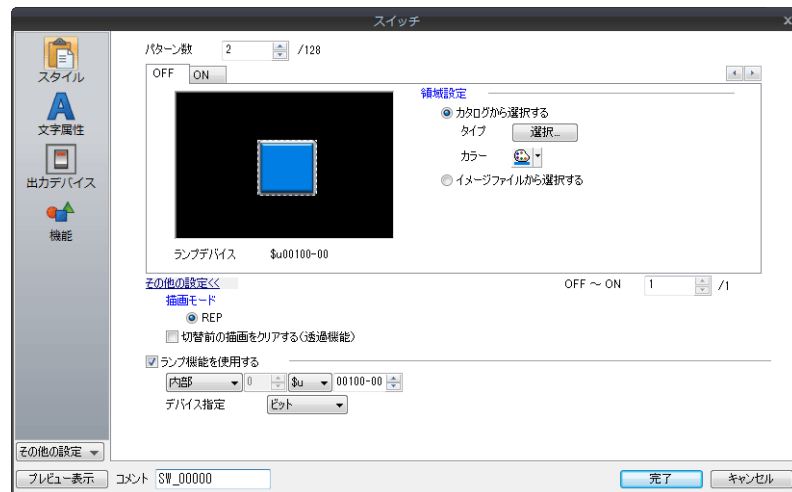 スイッチ
スタイル
文字属性
出力デバイス
機能
その他の設定
パターン数 2 /128
OFF ON
領域設定
カタログから選択する
タイプ 選択...
カラー
イメージファイルから選択する
ランプデバイス $u00100-00
その他の設定<<
OFF ～ ON 1 /1
描画モード
REP
切替前の描画をクリアする(透過機能)
ランプ機能を使用する
内部 0 $u 00100-00
デバイス指定 ビット
プレビュー表示 コメント SW_00000 完了 キャンセル